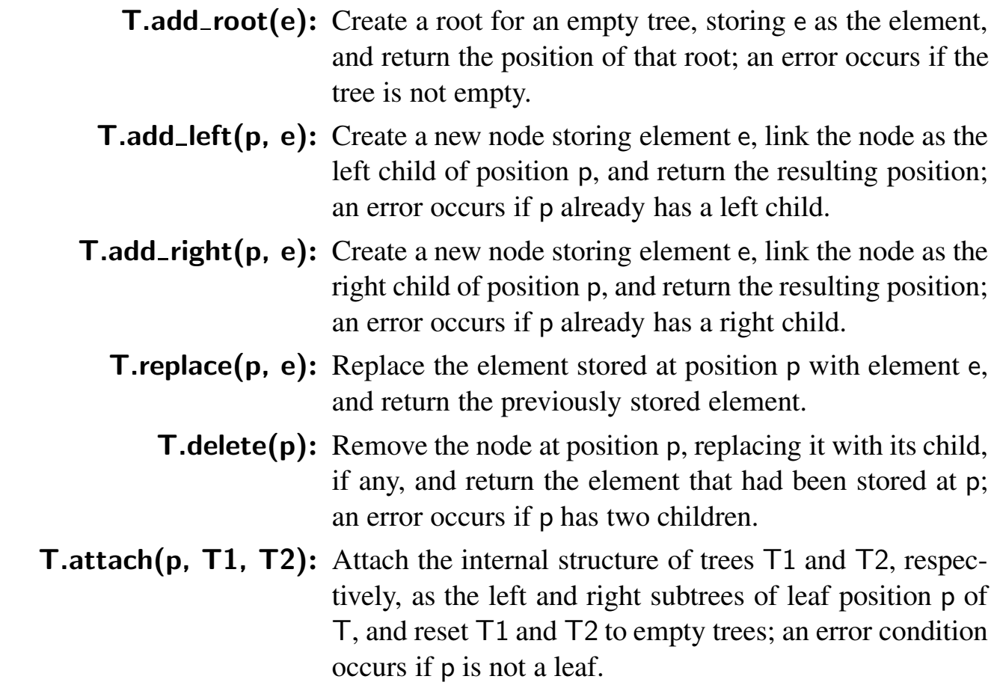 T.add_root(e): Create a root for an empty tree, storing e as the element,
and return the position of that root; an error occurs if the
tree is not empty.
T.add_left(p, e): Create a new node storing element e, link the node as the
left child of position p, and return the resulting position;
an error occurs if p already has a left child.
T.add_right(p, e): Create a new node storing element e, link the node as the
right child of position p, and return the resulting position;
an error occurs if p already has a right child.
T.replace(p, e): Replace the element stored at position p with element e,
and return the previously stored element.
T.delete(p): Remove the node at position p, replacing it with its child,
if any, and return the element that had been stored at p;
an error occurs if p has two children.
T.attach(p, T1, T2): Attach the internal structure of trees T1 and T2, respec-
tively, as the left and right subtrees of leaf position p of
T, and reset T1 and T2 to empty trees; an error condition
occurs if p is not a leaf.